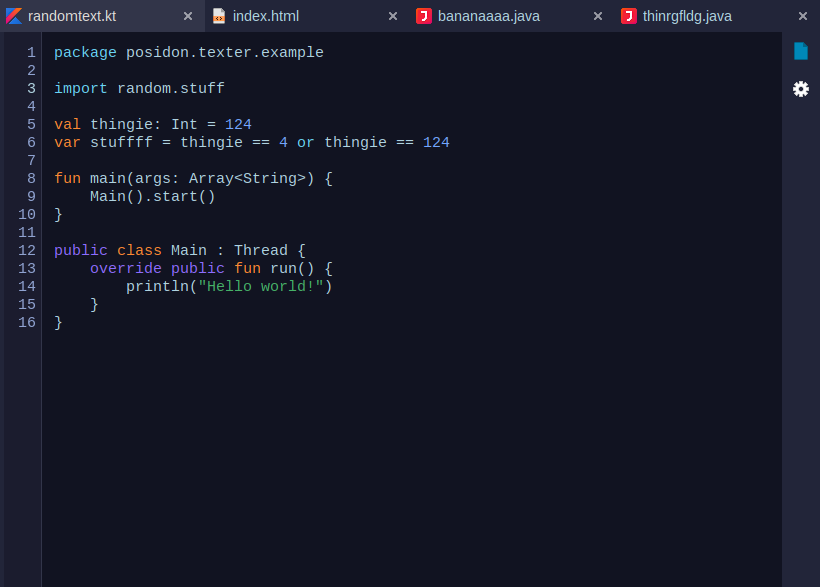 randomtext.kt × index.html × bananaaaa.java × thinrgfldg.java ×
1 package posidon.texter.example
2
3 import random.stuff
4
5 val thingie: Int = 124
6 var stuffff = thingie == 4 or thingie == 124
7
8 fun main(args: Array<String>) {
9     Main().start()
10 }
11
12 public class Main : Thread {
13     override public fun run() {
14         println("Hello world!")
15     }
16 }